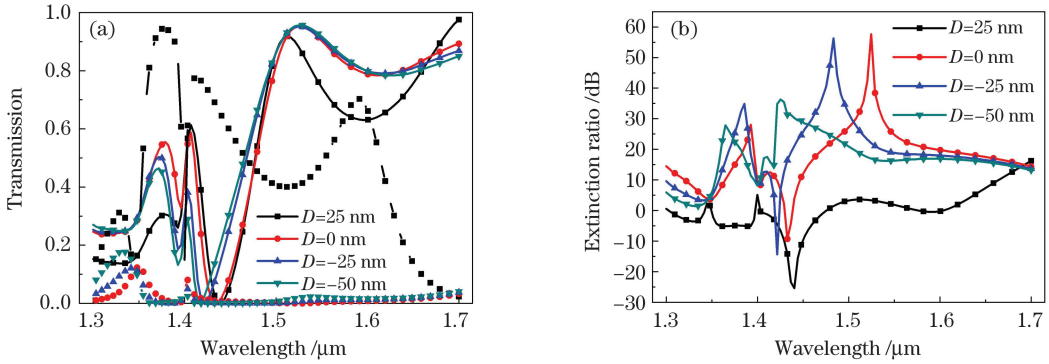 (a)
1.0
0.8
0.6
0.4
0.2
0.0
Transmission
D=25 nm
D=0 nm
D=−25 nm
D=−50 nm
1.3
1.4
1.5
1.6
1.7
Wavelength /μm
(b)
60
50
40
30
20
10
0
−10
−20
−30
Extinction ratio /dB
D=25 nm
D=0 nm
D=−25 nm
D=−50 nm
1.3
1.4
1.5
1.6
1.7
Wavelength /μm